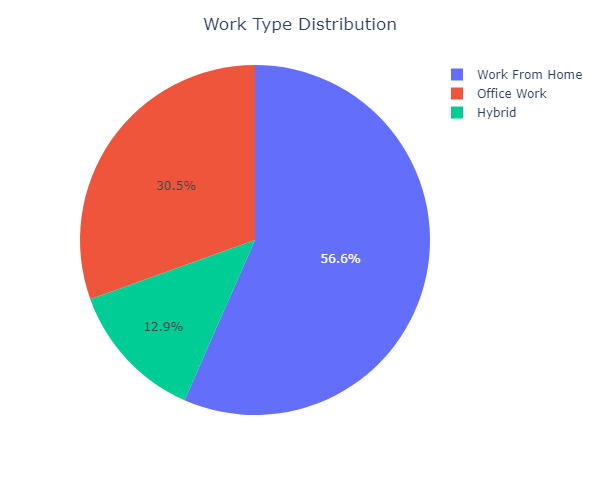 Work Type Distribution
Work From Home
Office Work
Hybrid
30.5%
56.6%
12.9%